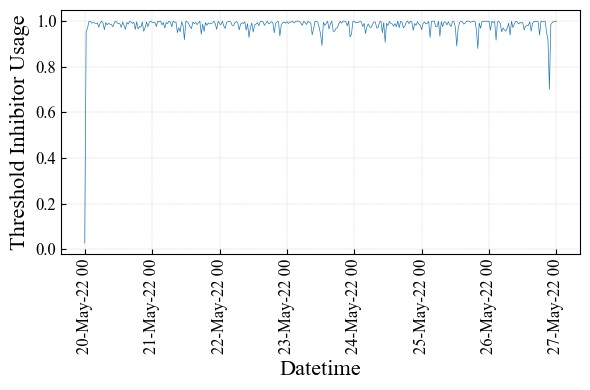 Threshold Inhibitor Usage
1.0
0.8
0.6
0.4
0.2
0.0
20-May-22 00
21-May-22 00
22-May-22 00
23-May-22 00
24-May-22 00
25-May-22 00
26-May-22 00
27-May-22 00
Datetime